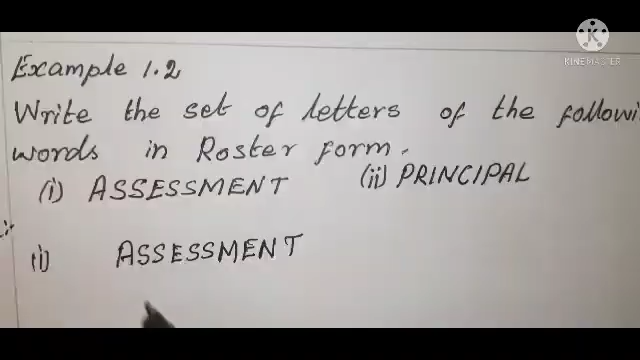 KINEMASTER
Example 1.2
Write the set of letters of the followi
words in Roster form.
(i) ASSESSMENT (ii) PRINCIPAL
(i) ASSESSMENT